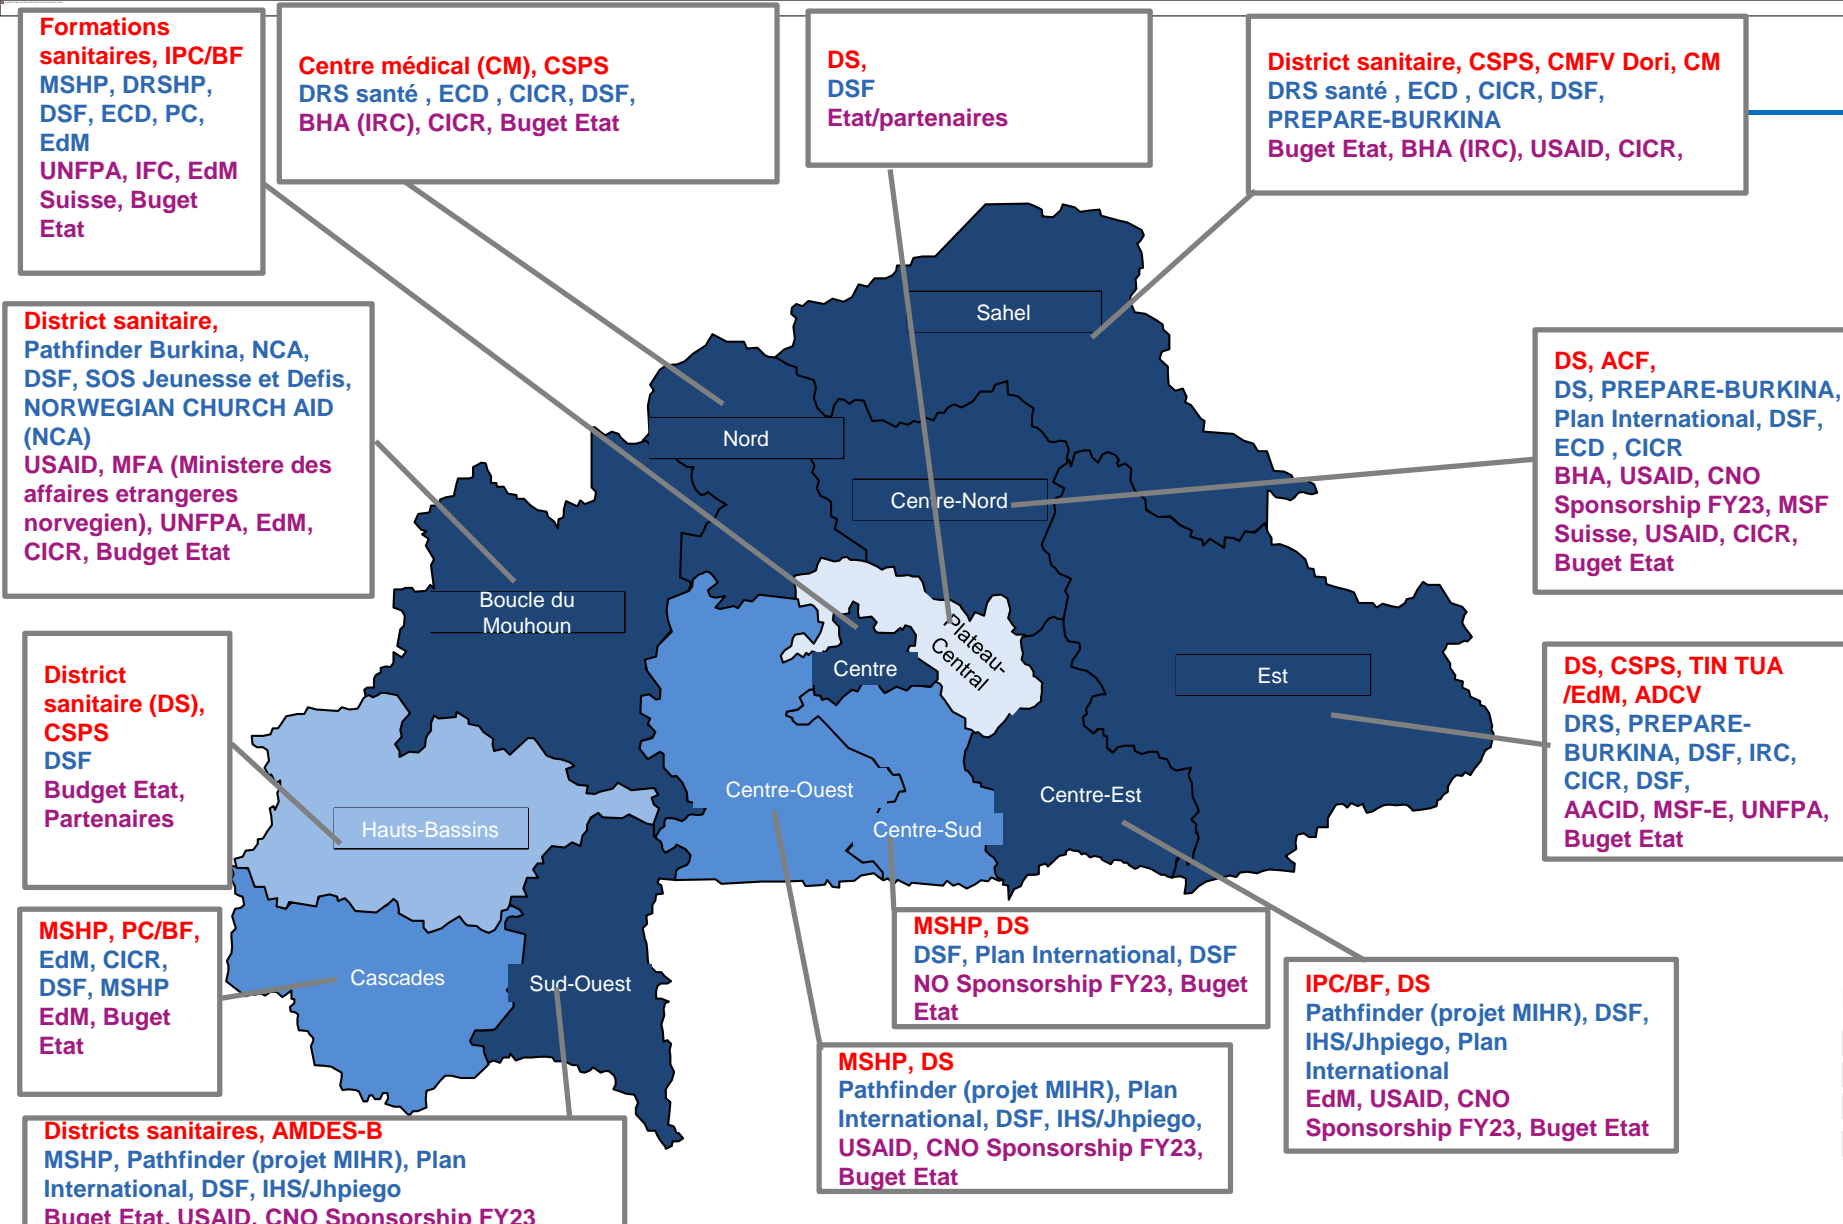 Formations
sanitaires, IPC/BF
MSHP, DRSHP,
DSF, ECD, PC,
EdM
UNFPA, IFC, EdM
Suisse, Buget
Etat
Centre médical (CM), CSPS
DRS santé , ECD , CICR, DSF,
BHA (IRC), CICR, Buget Etat
DS,
DSF
Etat/partenaires
District sanitaire, CSPS, CMFV Dori, CM
DRS santé , ECD , CICR, DSF,
PREPARE-BURKINA
Buget Etat, BHA (IRC), USAID, CICR,
District sanitaire,
Pathfinder Burkina, NCA,
DSF, SOS Jeunesse et Defis,
NORWEGIAN CHURCH AID
(NCA)
USAID, MFA (Ministere des
affaires etrangeres
norvegien), UNFPA, EdM,
CICR, Budget Etat
DS, ACF,
DS, PREPARE-BURKINA,
Plan International, DSF,
ECD , CICR
BHA, USAID, CNO
Sponsorship FY23, MSF
Suisse, USAID, CICR,
Buget Etat
Sahel
Nord
Centre-Nord
Boucle du
Mouhoun
Plateau-
Central
Centre
Est
Centre-Ouest
Centre-Est
Centre-Sud
Hauts-Bassins
Cascades
Sud-Ouest
District
sanitaire (DS),
CSPS
DSF
Budget Etat,
Partenaires
DS, CSPS, TIN TUA
/EdM, ADCV
DRS, PREPARE-
BURKINA, DSF, IRC,
CICR, DSF,
AACID, MSF-E, UNFPA,
Buget Etat
MSHP, PC/BF,
EdM, CICR,
DSF, MSHP
EdM, Buget
Etat
MSHP, DS
DSF, Plan International, DSF
NO Sponsorship FY23, Buget
Etat
IPC/BF, DS
Pathfinder (projet MIHR), DSF,
IHS/Jhpiego, Plan
International
EdM, USAID, CNO
Sponsorship FY23, Buget Etat
MSHP, DS
Pathfinder (projet MIHR), Plan
International, DSF, IHS/Jhpiego,
USAID, CNO Sponsorship FY23,
Buget Etat
Districts sanitaires, AMDES-B
MSHP, Pathfinder (projet MIHR), Plan
International, DSF, IHS/Jhpiego
Buget Etat, USAID, CNO Sponsorship FY23